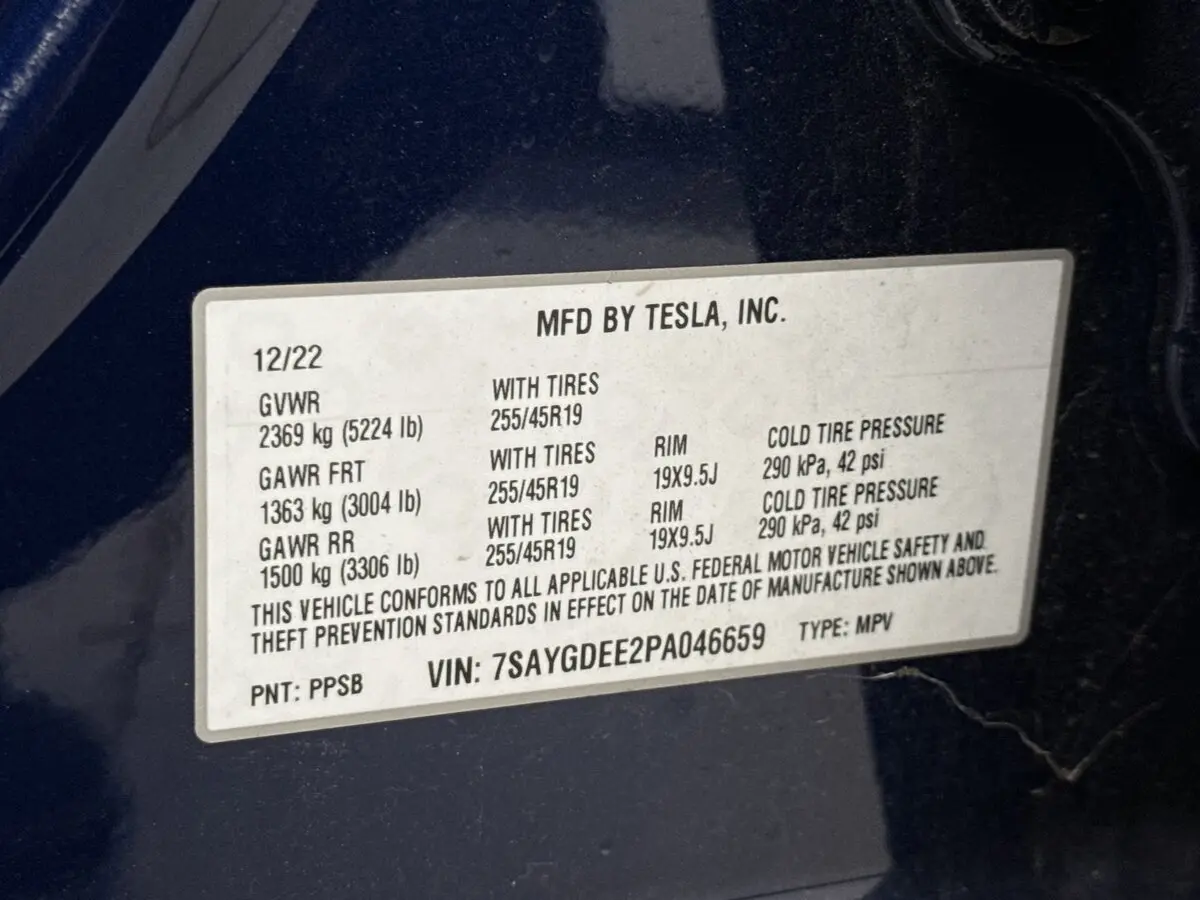 MFD BY TESLA, INC.
12/22
GVWR WITH TIRES
2369 kg (5224 lb) 255/45R19
GAWR FRT WITH TIRES RIM COLD TIRE PRESSURE
1363 kg (3004 lb) 255/45R19 19X9.5J 290 kPa, 42 psi
GAWR RR WITH TIRES RIM COLD TIRE PRESSURE
1500 kg (3306 lb) 255/45R19 19X9.5J 290 kPa, 42 psi
THIS VEHICLE CONFORMS TO ALL APPLICABLE U.S. FEDERAL MOTOR VEHICLE SAFETY AND
THEFT PREVENTION STANDARDS IN EFFECT ON THE DATE OF MANUFACTURE SHOWN ABOVE.
PNT: PPSB VIN: 7SAYGDEE2PA046659 TYPE: MPV